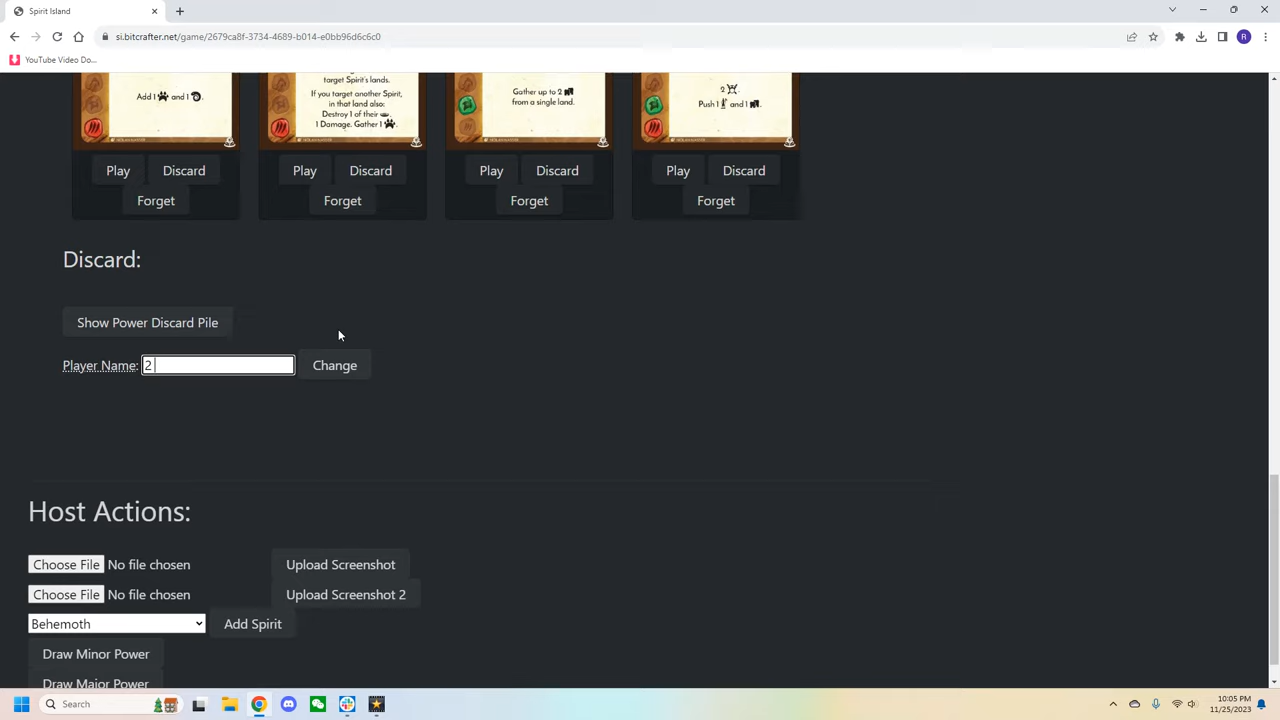 Spirit Island
si.bitcrafter.net/game/2679ca8f-3734-4689-b014-e0bb96d6c6c0
R
YouTube Video Do...
Add 1 and 1 .
target Spirit's lands.
If you target another Spirit,
in that land also:
Destroy 1 of their .
1 Damage. Gather 1 .
Gather up to 2
from a single land.
2 .
Push 1 and 1 .
Play Discard Play Discard Play Discard Play Discard
Forget Forget Forget Forget
Discard:
Show Power Discard Pile
Player Name: 2 Change
Host Actions:
Choose File No file chosen Upload Screenshot
Choose File No file chosen Upload Screenshot 2
Behemoth Add Spirit
Draw Minor Power
Draw Major Power
Search
10:05 PM
11/25/2023